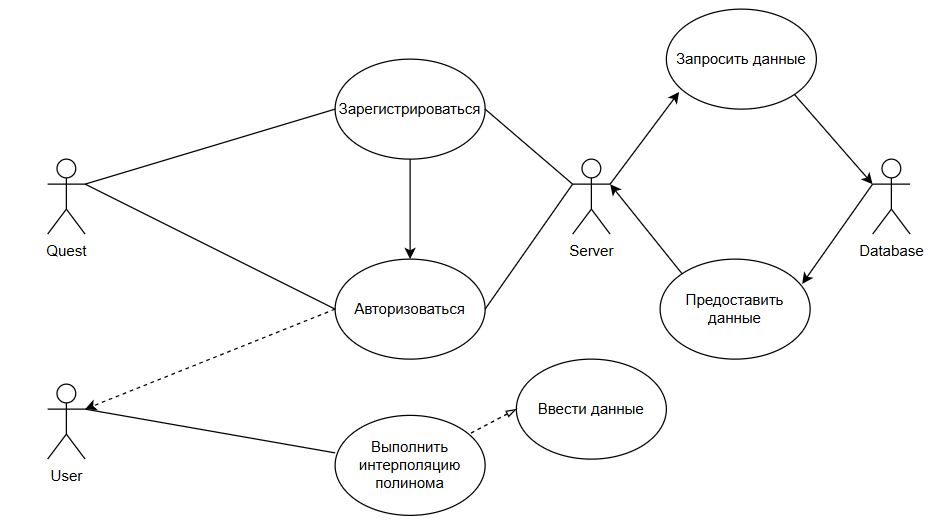 Запросить данные
Зарегистрироваться
Quest
Server
Database
Авторизоваться
Предоставить
данные
Ввести данные
User
Выполнить
интерполяцию
полинома